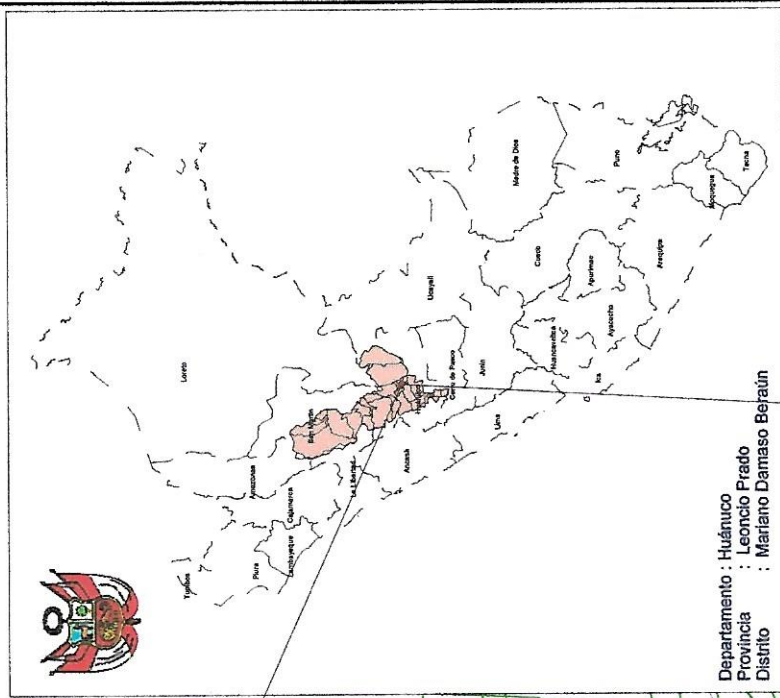 Loreto
Tumbes
Piura
Lambayeque
Amazonas
Cajamarca
San Martín
La Libertad
Ancash
Ucayali
Cerro de Pasco
Junín
Lima
Madre de Dios
Cusco
Huancavelica
Apurimac
Ayacucho
Ica
Puno
Arequipa
Moquegua
Tacna
Departamento : Huánuco
Provincia : Leoncio Prado
Distrito : Mariano Damaso Beraún